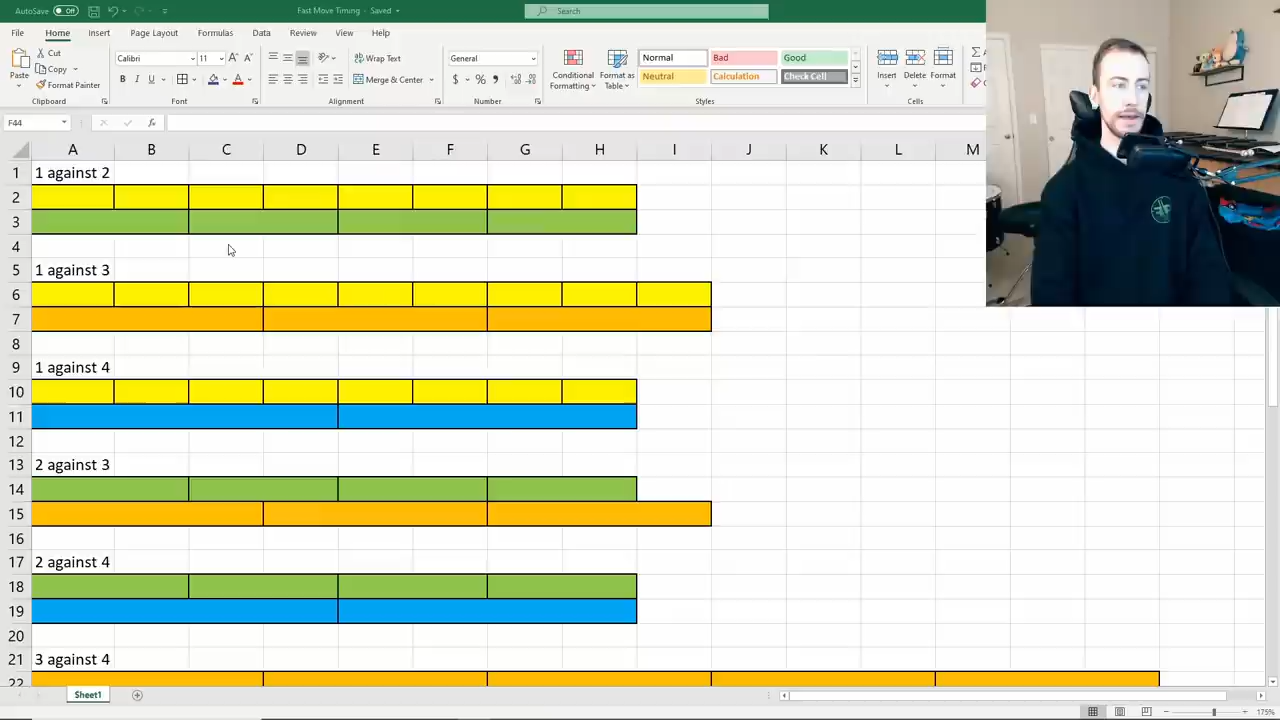 AutoSave Off Fast Move Timing - Saved Search
File Home Insert Page Layout Formulas Data Review View Help
Paste Cut Copy Format Painter
Calibri 11 A A
B I U A
Wrap Text
Merge & Center
General
$ % 9
Conditional Formatting
Format as Table
Normal Bad Good
Neutral Calculation Check Cell
Insert Delete Format
Clipboard Font Alignment Number Styles Cells
F44 fx
A B C D E F G H I J K L M
1 1 against 2
2
3
4
5 1 against 3
6
7
8
9 1 against 4
10
11
12
13 2 against 3
14
15
16
17 2 against 4
18
19
20
21 3 against 4
22
Sheet1
175%